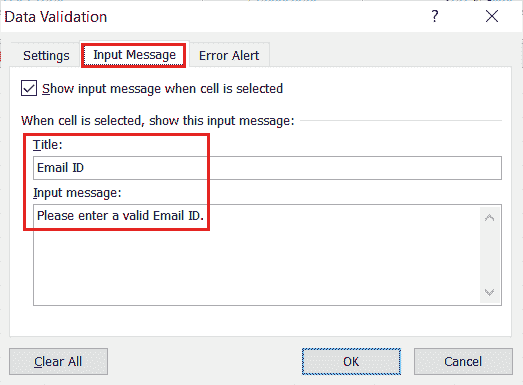 Data Validation ? ×
Settings Input Message Error Alert
Show input message when cell is selected
When cell is selected, show this input message:
Title:
Email ID
Input message:
Please enter a valid Email ID.
Clear All OK Cancel